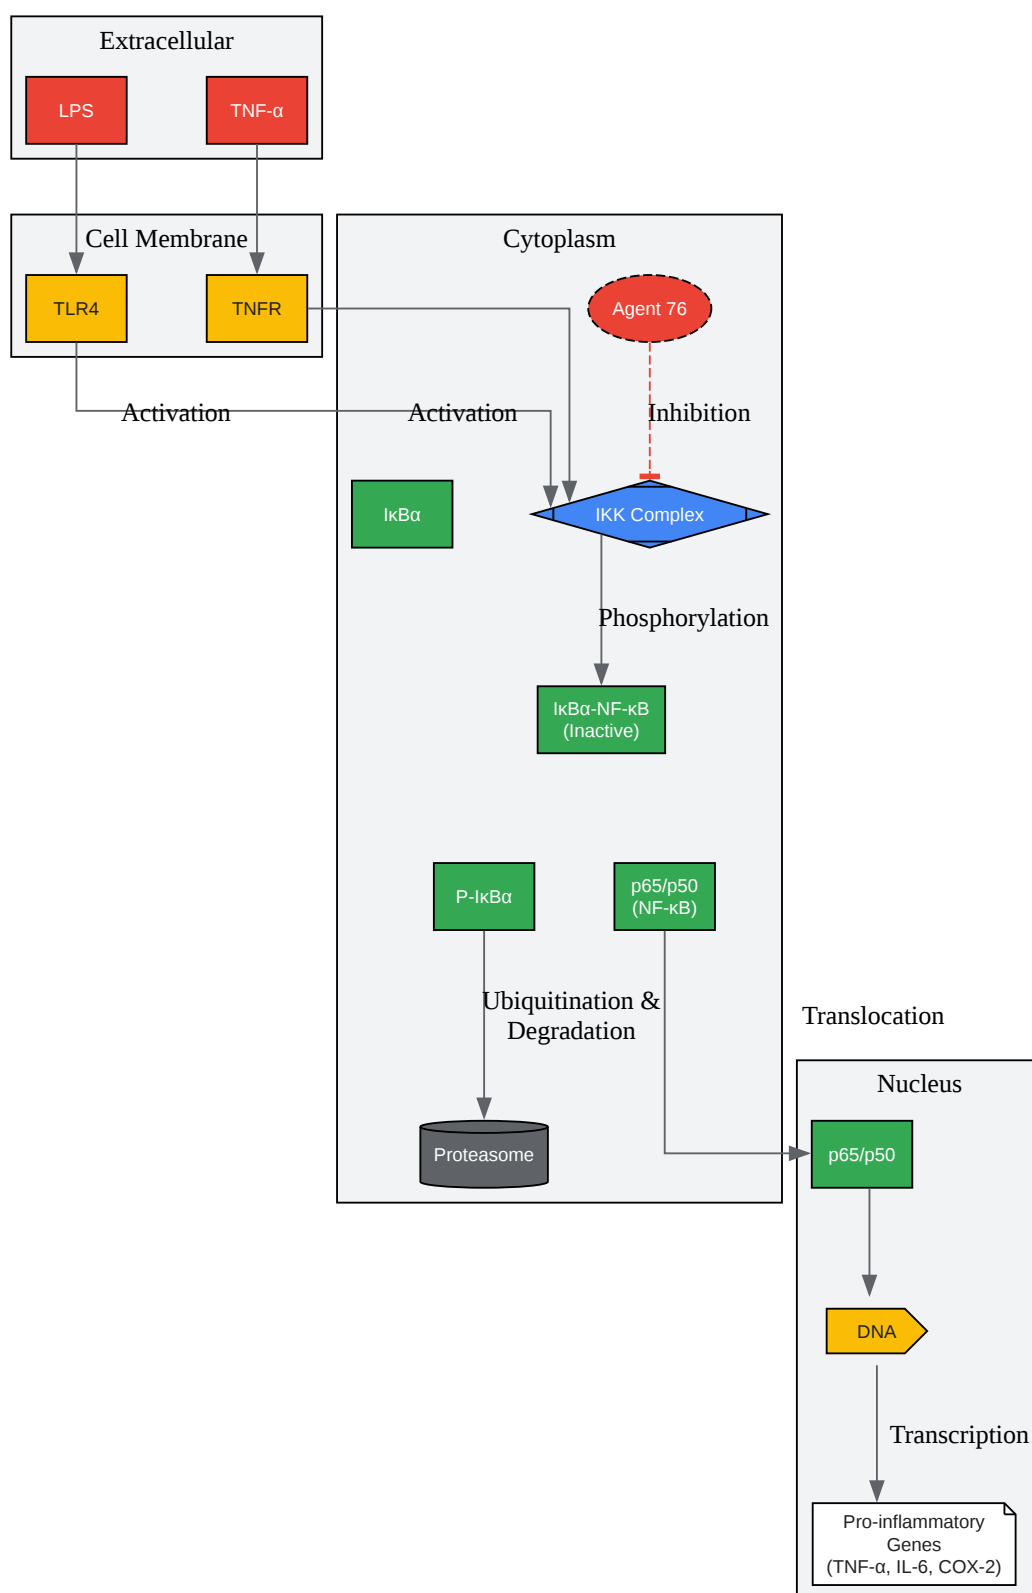 Extracellular
LPS
TNF-α
Cell Membrane
TLR4
TNFR
Cytoplasm
Agent 76
Activation
Activation
Inhibition
IκBα
IKK Complex
Phosphorylation
IκBα-NF-κB
(Inactive)
P-IκBα
p65/p50
(NF-κB)
Ubiquitination &
Degradation
Translocation
Proteasome
Nucleus
p65/p50
DNA
Transcription
Pro-inflammatory
Genes
(TNF-α, IL-6, COX-2)